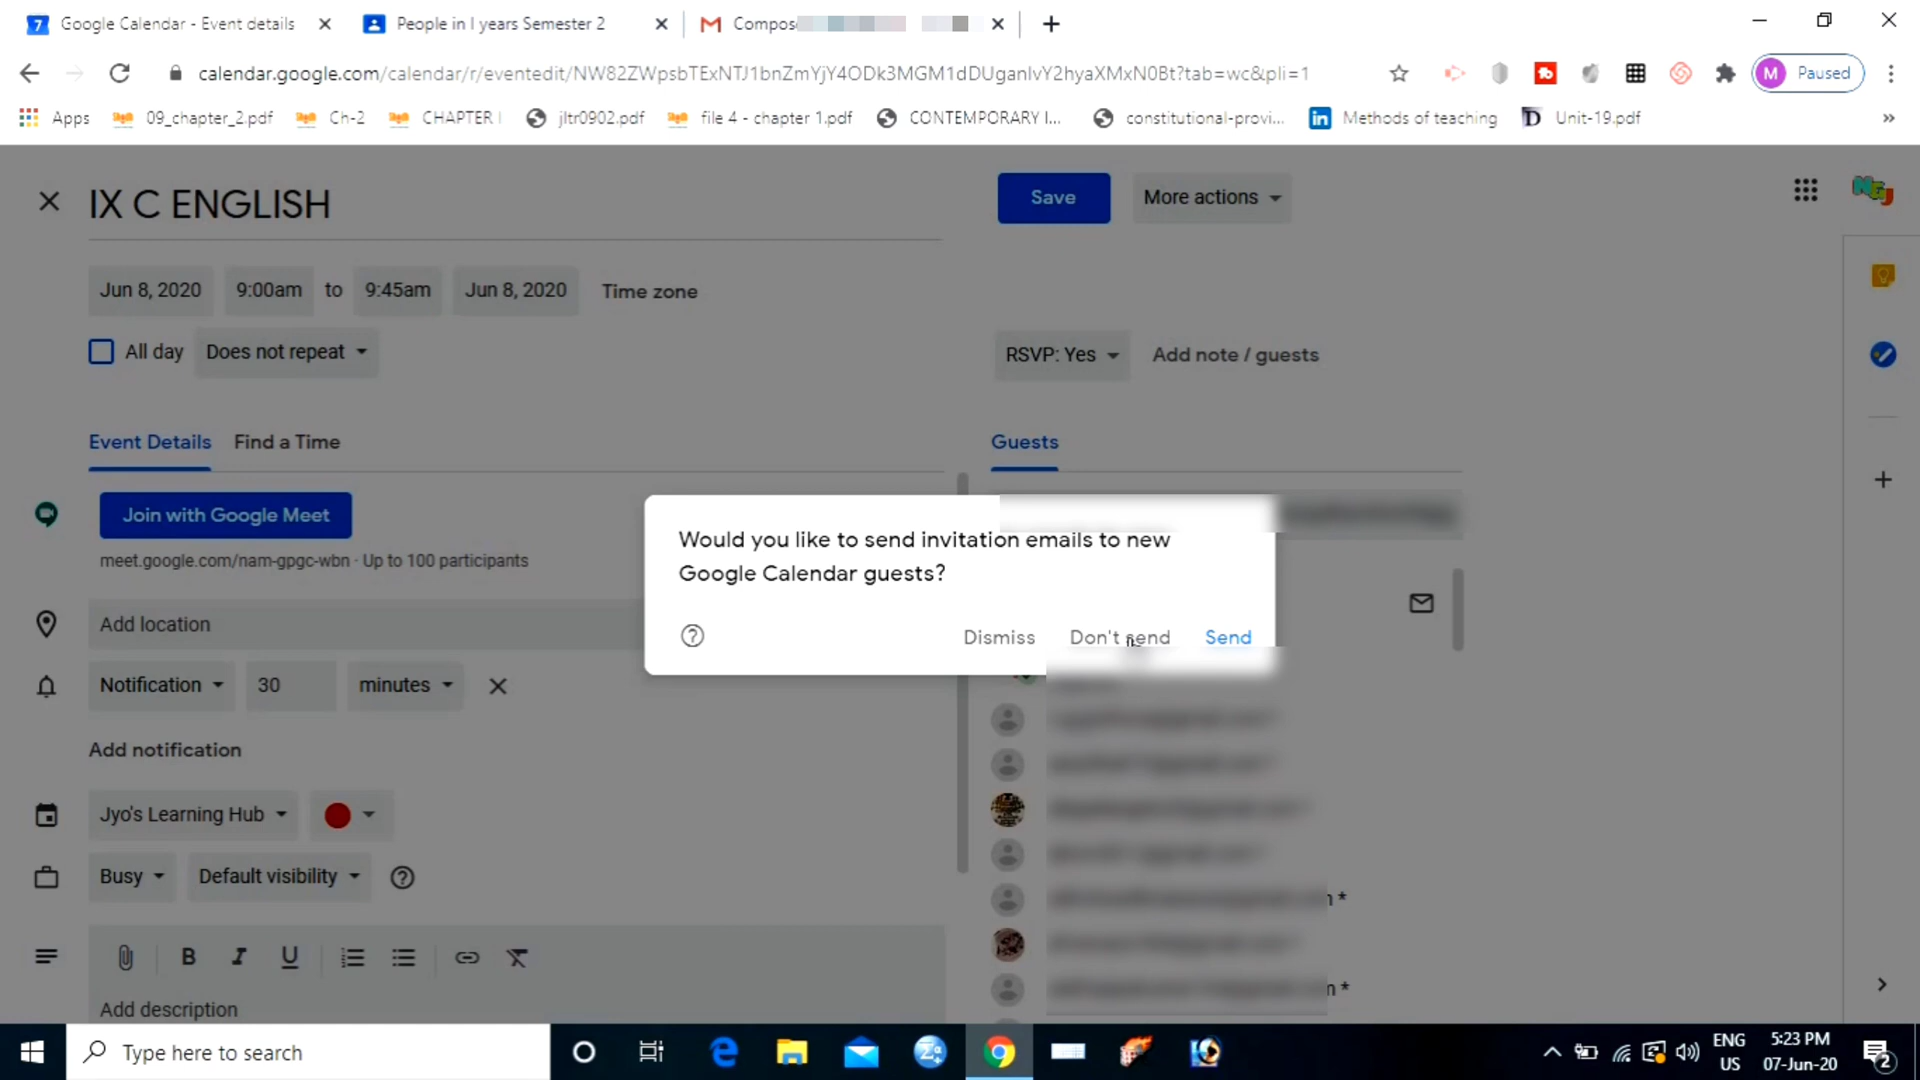 Google Calendar - Event details
People in I years Semester 2
Compos
calendar.google.com/calendar/r/eventedit/NW82ZWpsbTExNTJ1bnZmYjY4ODk3MGM1dDUganlvY2hyaXMxN0Bt?tab=wc&pli=1
M Paused
Apps
09_chapter_2.pdf
Ch-2
CHAPTER I
jltr0902.pdf
file 4 - chapter 1.pdf
CONTEMPORARY I...
constitutional-provi...
Methods of teaching
Unit-19.pdf
IX C ENGLISH
Save
More actions
Jun 8, 2020 9:00am to 9:45am Jun 8, 2020 Time zone
All day Does not repeat
RSVP: Yes Add note / guests
Event Details Find a Time
Guests
Join with Google Meet
meet.google.com/nam-gpgc-wbn · Up to 100 participants
Would you like to send invitation emails to new
Google Calendar guests?
Dismiss Don't send Send
Add location
Notification 30 minutes
Add notification
Jyo's Learning Hub
Busy Default visibility
n *
n *
B I U
Add description
Type here to search
ENG
US
5:23 PM
07-Jun-20
2